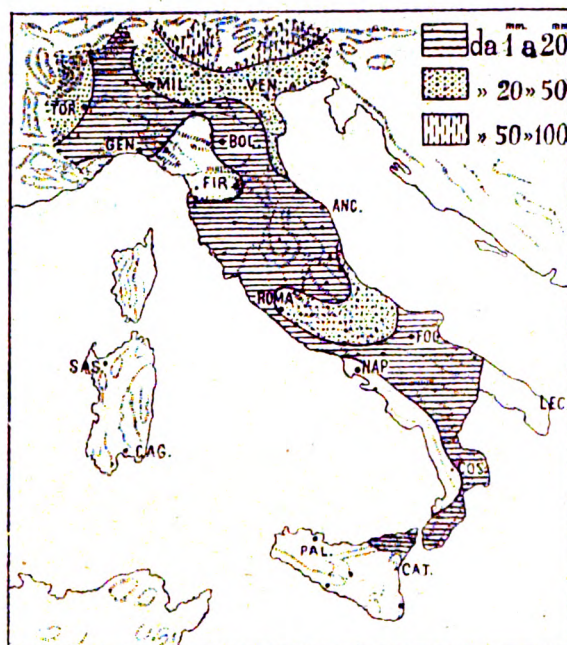 mm. mm
da 1 a 20
» 20 » 50
» 50 » 100
MIL.
VEN.
TOR.
GEN.
BOL.
FIR.
ANC.
ROMA
FOG.
NAP.
SAS.
LEC.
CAG.
COS.
PAL.
CAT.